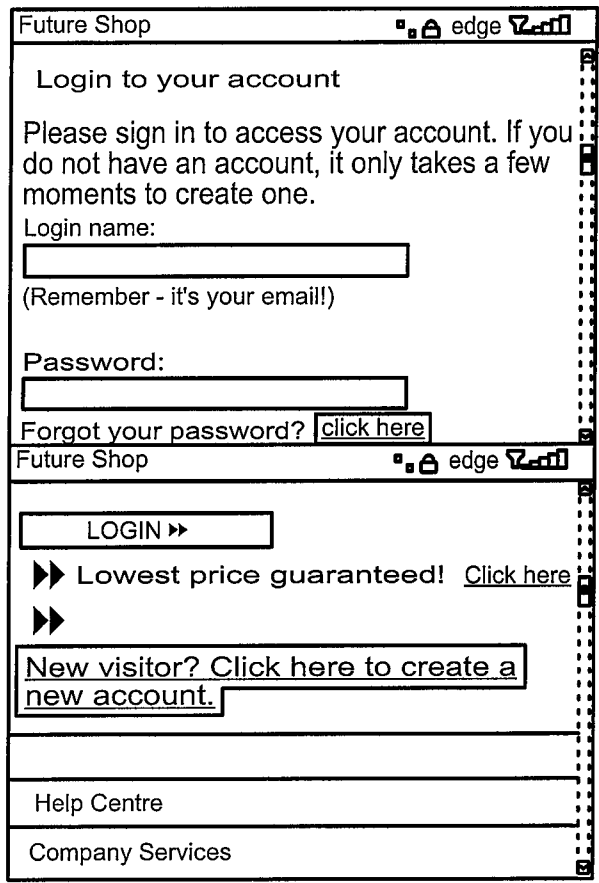 Future Shop edge
Login to your account
Please sign in to access your account. If you
do not have an account, it only takes a few
moments to create one.
Login name:
(Remember - it's your email!)
Password:
Forgot your password? click here
Future Shop edge
LOGIN
Lowest price guaranteed! Click here
New visitor? Click here to create a
new account.
Help Centre
Company Services